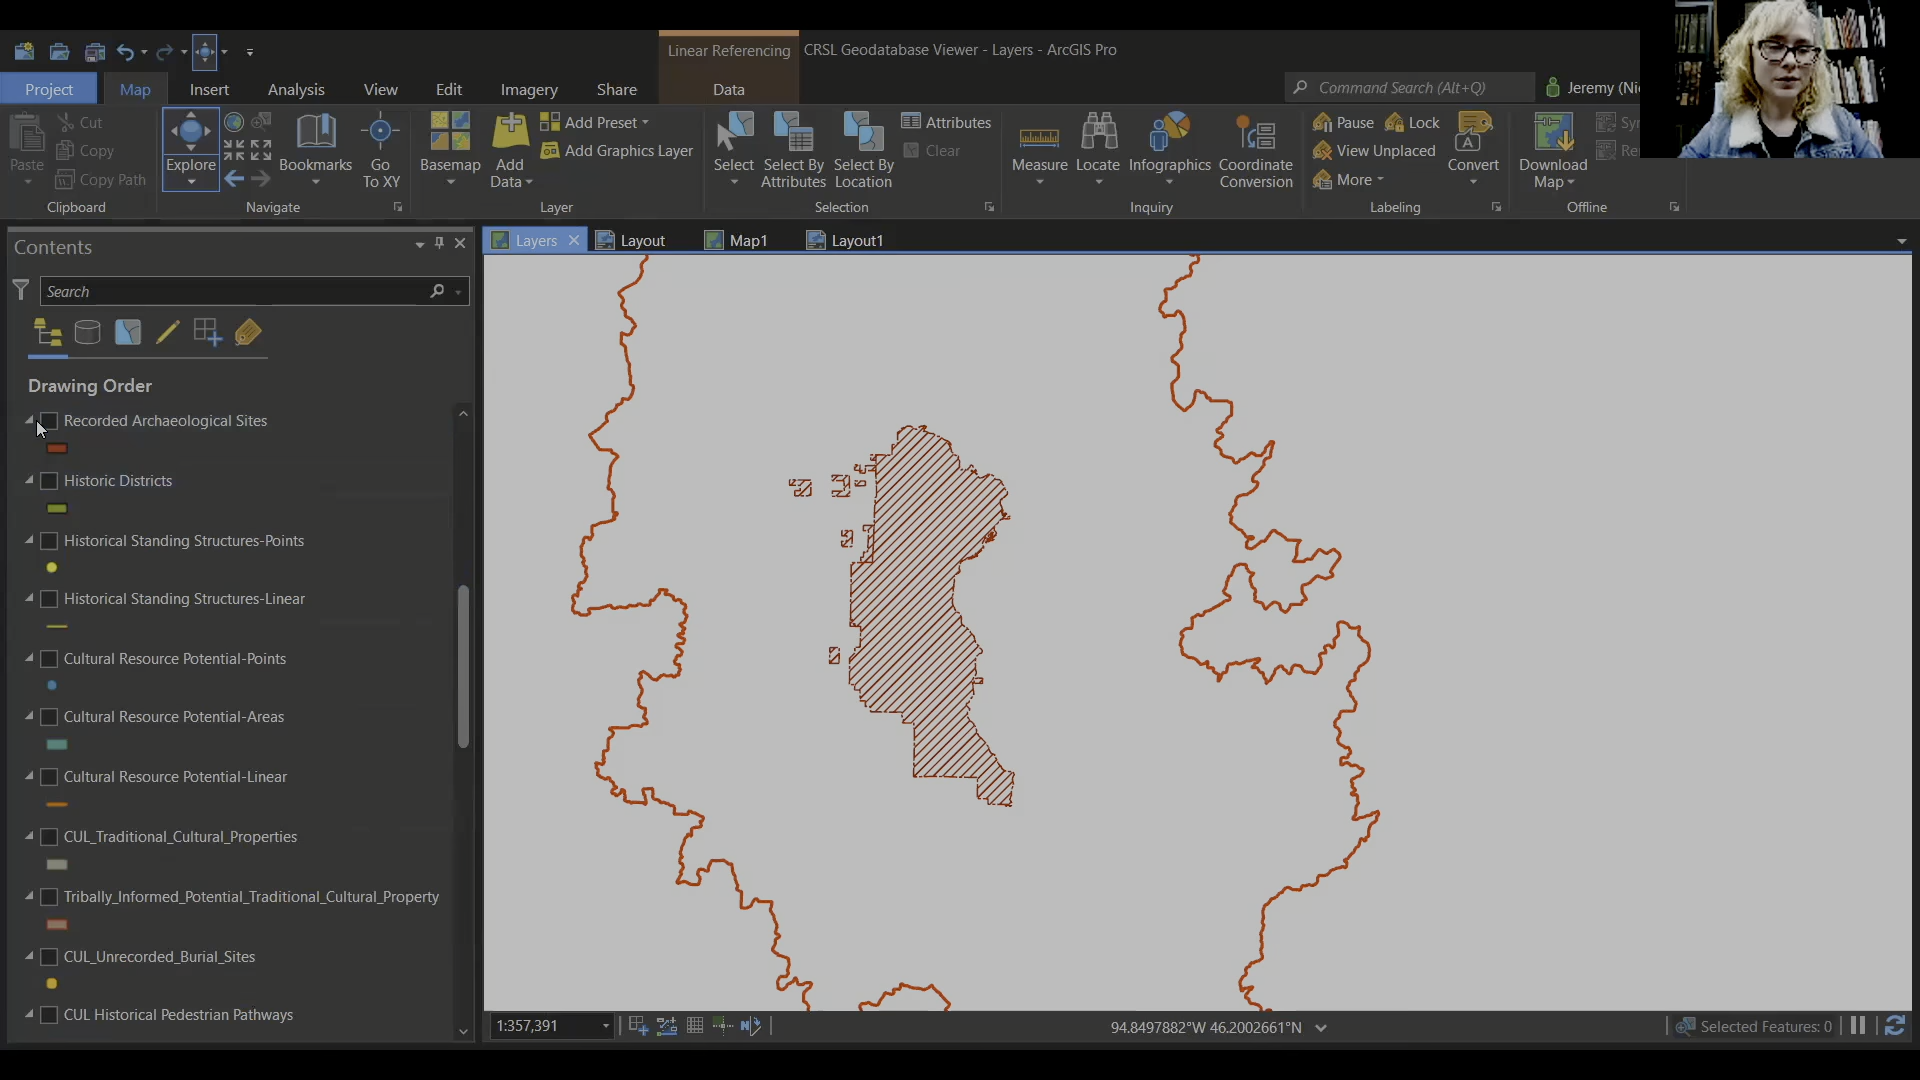 Linear Referencing
CRSL Geodatabase Viewer - Layers - ArcGIS Pro
Project
Map
Insert
Analysis
View
Edit
Imagery
Share
Data
Command Search (Alt+Q)
Jeremy
Paste
Cut
Copy
Copy Path
Clipboard
Explore
Bookmarks
Go
To XY
Navigate
Basemap
Add
Data
Add Preset
Add Graphics Layer
Layer
Select
Select By
Attributes
Select By
Location
Attributes
Clear
Selection
Measure
Locate
Infographics
Coordinate
Conversion
Inquiry
Pause
Lock
View Unplaced
More
Convert
Labeling
Download
Map
Offline
Contents
Search
Drawing Order
Recorded Archaeological Sites
Historic Districts
Historical Standing Structures-Points
Historical Standing Structures-Linear
Cultural Resource Potential-Points
Cultural Resource Potential-Areas
Cultural Resource Potential-Linear
CUL_Traditional_Cultural_Properties
Tribally_Informed_Potential_Traditional_Cultural_Property
CUL_Unrecorded_Burial_Sites
CUL Historical Pedestrian Pathways
Layers
Layout
Map1
Layout1
1:357,391
94.8497882°W 46.2002661°N
Selected Features: 0